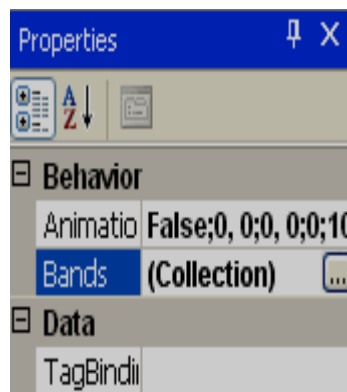 Properties
Behavior
Animatio False;0, 0;0, 0;0;10
Bands (Collection) ...
Data
TagBindi